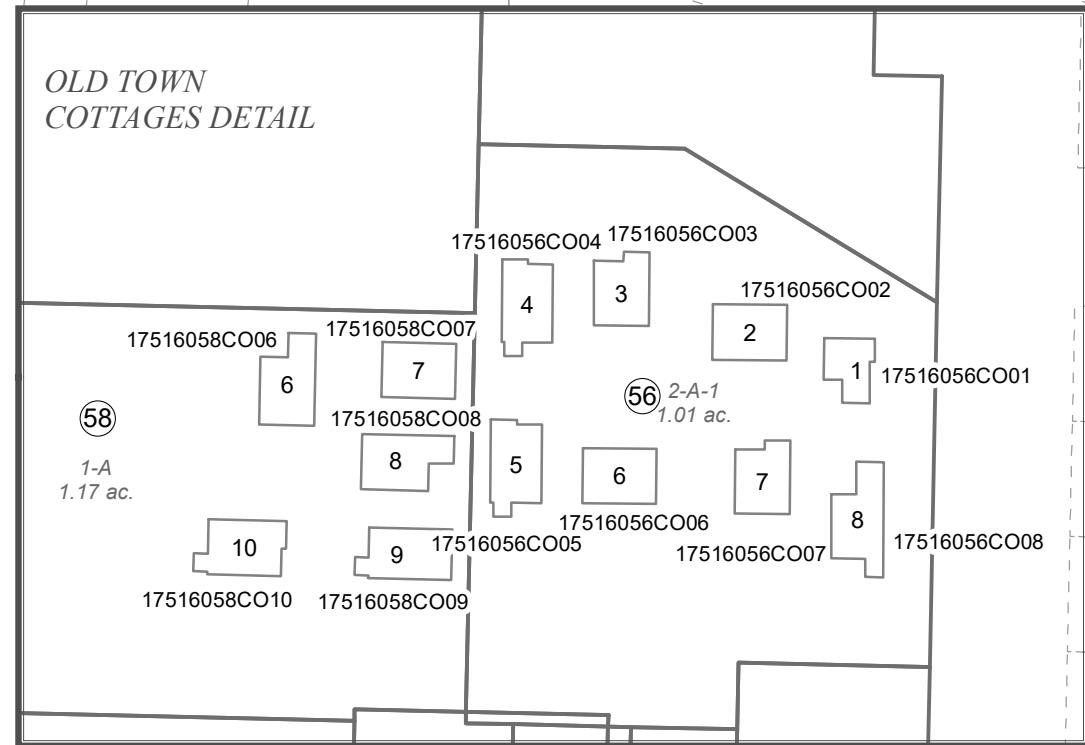 OLD TOWN
COTTAGES DETAIL
17516056CO04
17516056CO03
4
3
17516056CO02
2
17516058CO06
17516058CO07
6
7
1
17516056CO01
58
1-A
1.17 ac.
56
2-A-1
1.01 ac.
17516058CO08
8
5
6
7
8
17516056CO05
17516056CO06
17516056CO07
17516056CO08
10
9
17516058CO10
17516058CO09